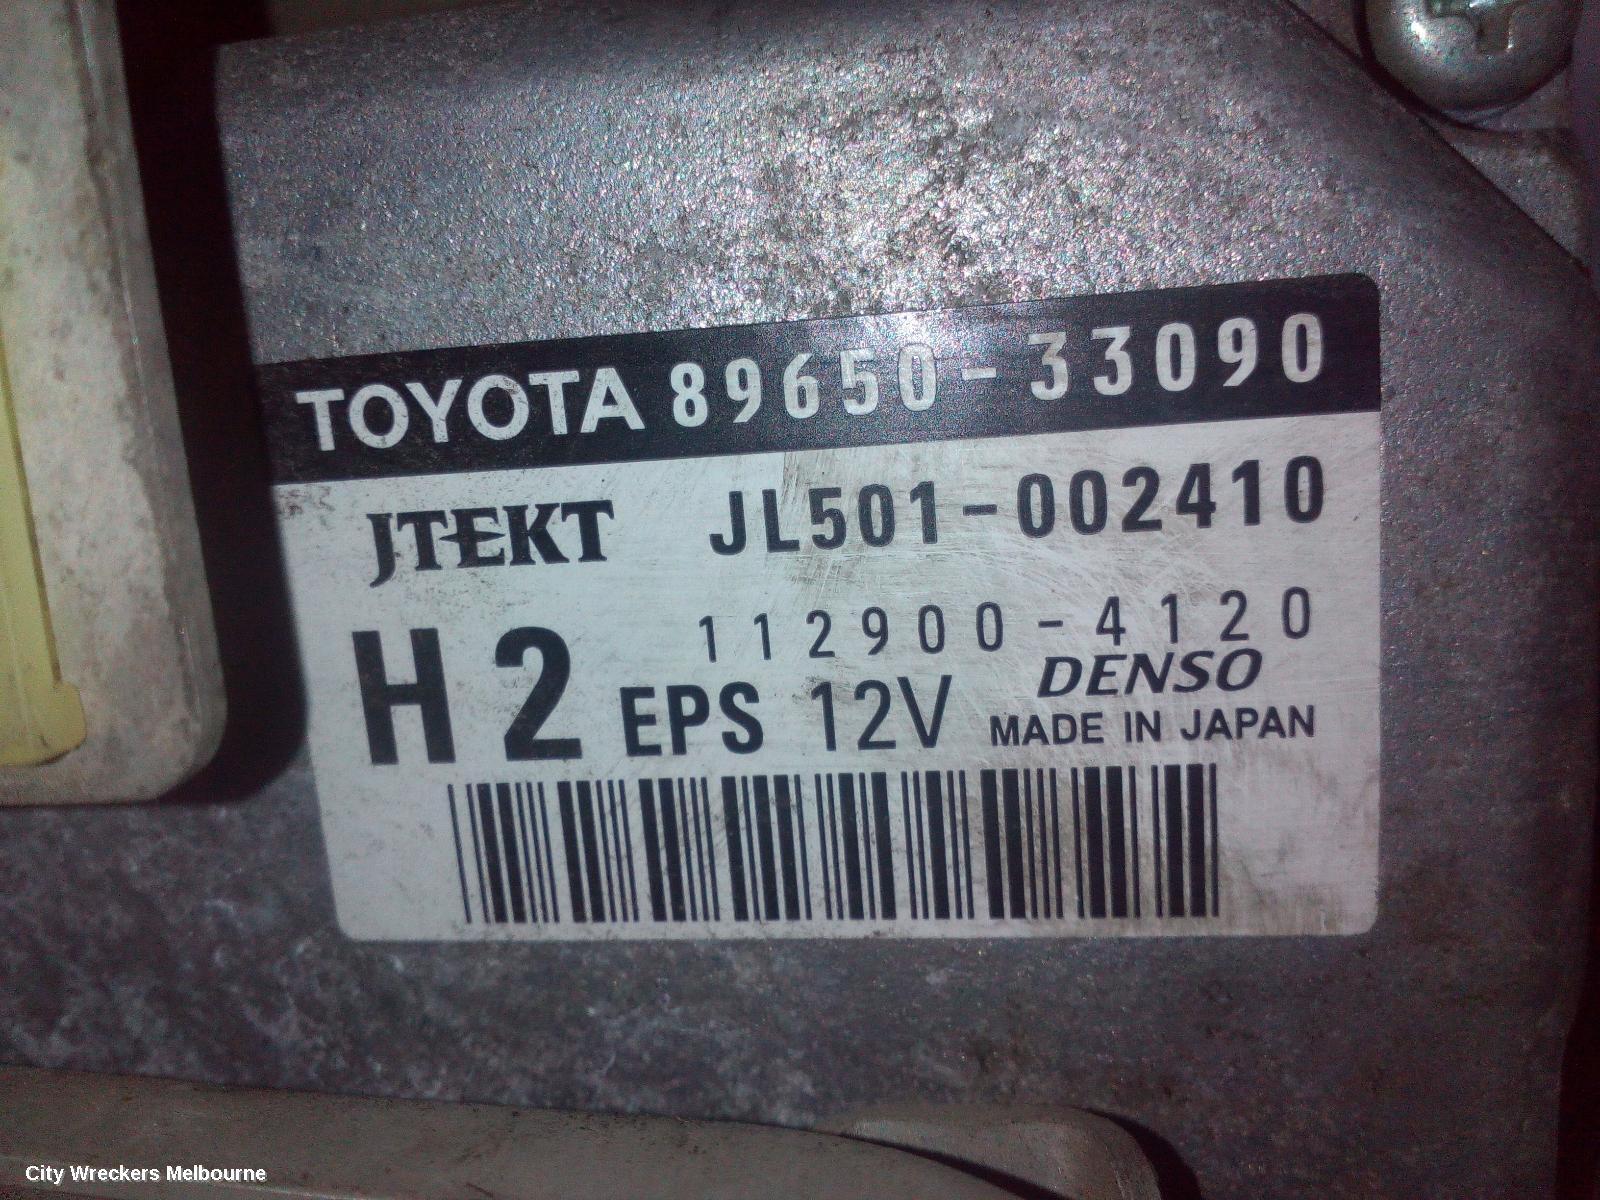 TOYOTA 89650-33090
JTEKT JL501-002410
112900-4120
H2 EPS 12V DENSO
MADE IN JAPAN
City Wreckers Melbourne